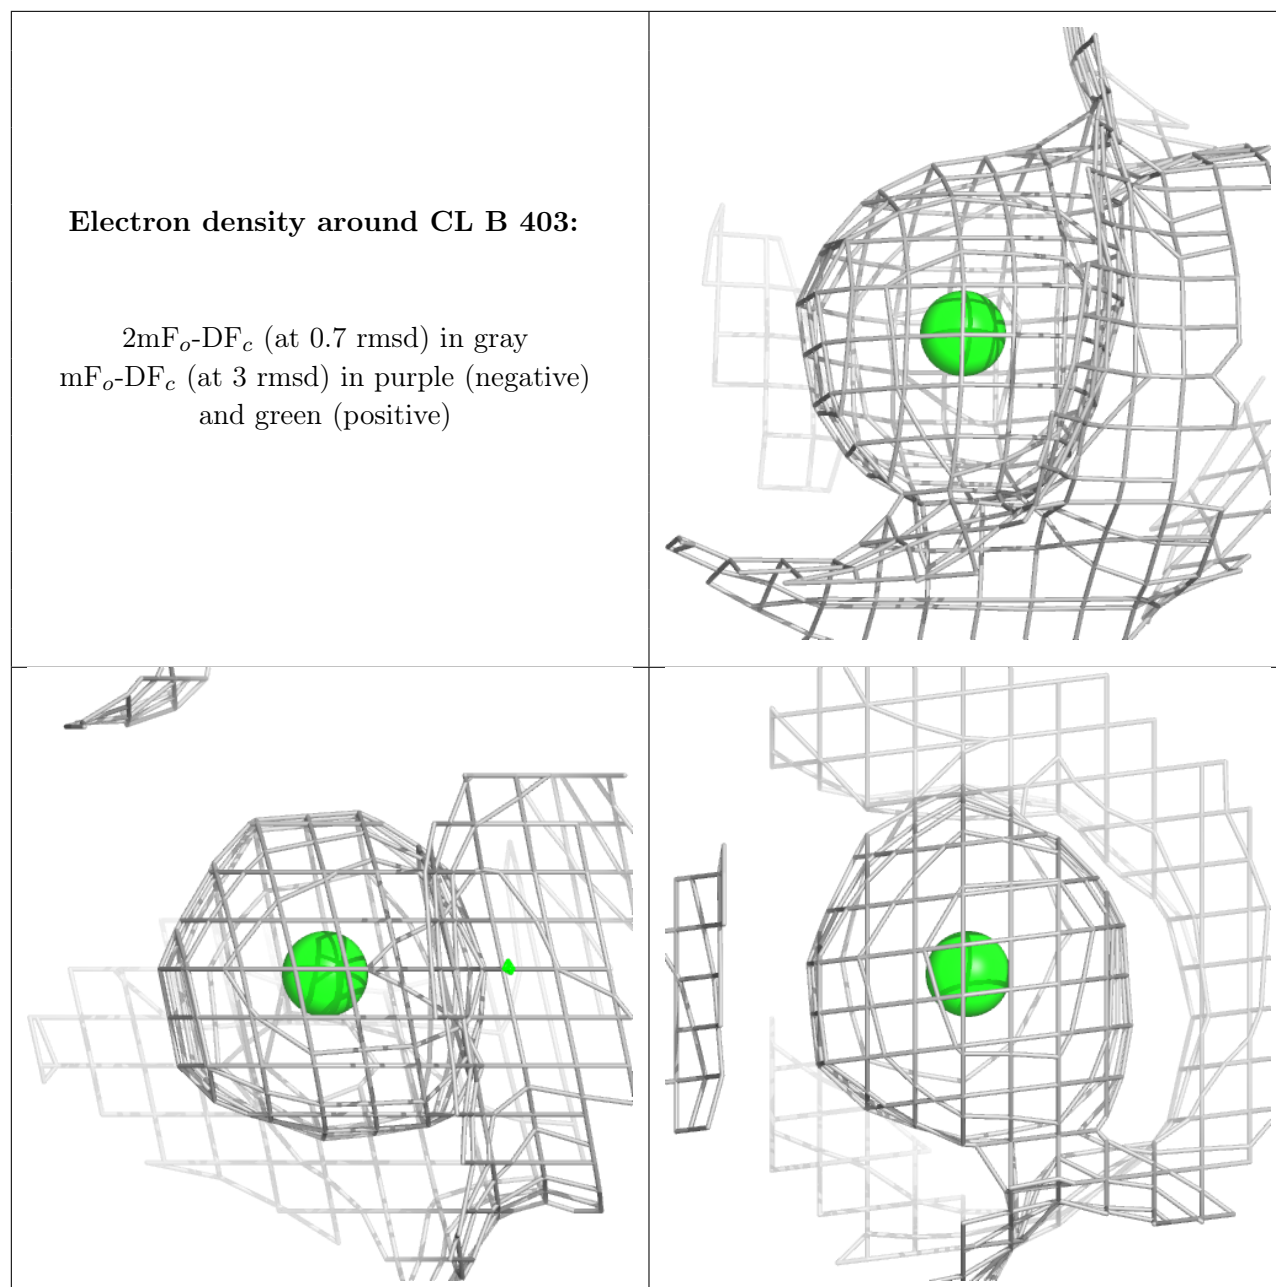 Electron density around CL B 403:
2mFo-DFc (at 0.7 rmsd) in gray
mFo-DFc (at 3 rmsd) in purple (negative)
and green (positive)